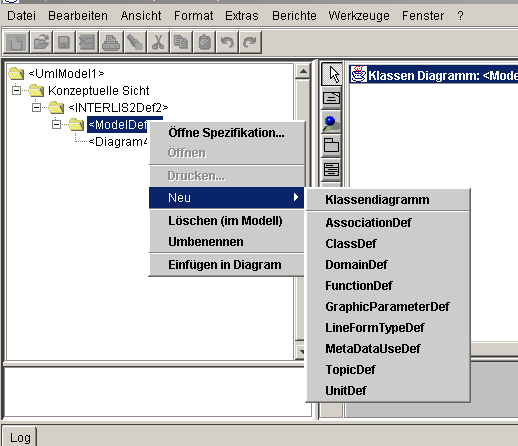 Datei Bearbeiten Ansicht Format Extras Berichte Werkzeuge Fenster ?
<UmlModel1>
Konzeptuelle Sicht
<INTERLIS2Def2>
<ModelDef
<Diagram4
Klassen Diagramm: <Mode
Öffne Spezifikation...
Öffnen
Drucken...
Neu
Löschen (im Modell)
Umbenennen
Einfügen in Diagram
Klassendiagramm
AssociationDef
ClassDef
DomainDef
FunctionDef
GraphicParameterDef
LineFormTypeDef
MetaDataUseDef
TopicDef
UnitDef
Log